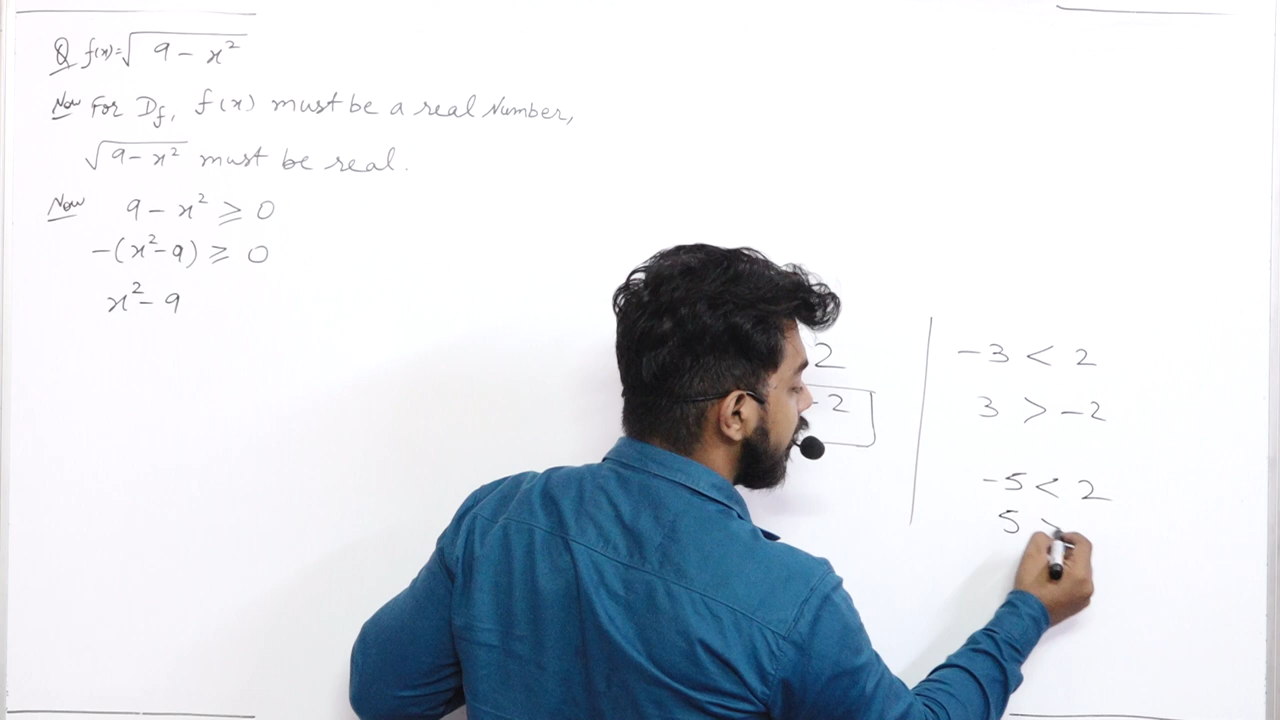 Q f(x)=√9-x²
Now For Df, f(x) must be a real Number,
√9-x² must be real.
Now 9-x² ⩾ 0
-(x²-9) ⩾ 0
x²-9
2
-2
-3 < 2
3 > -2
-5 < 2
5 >